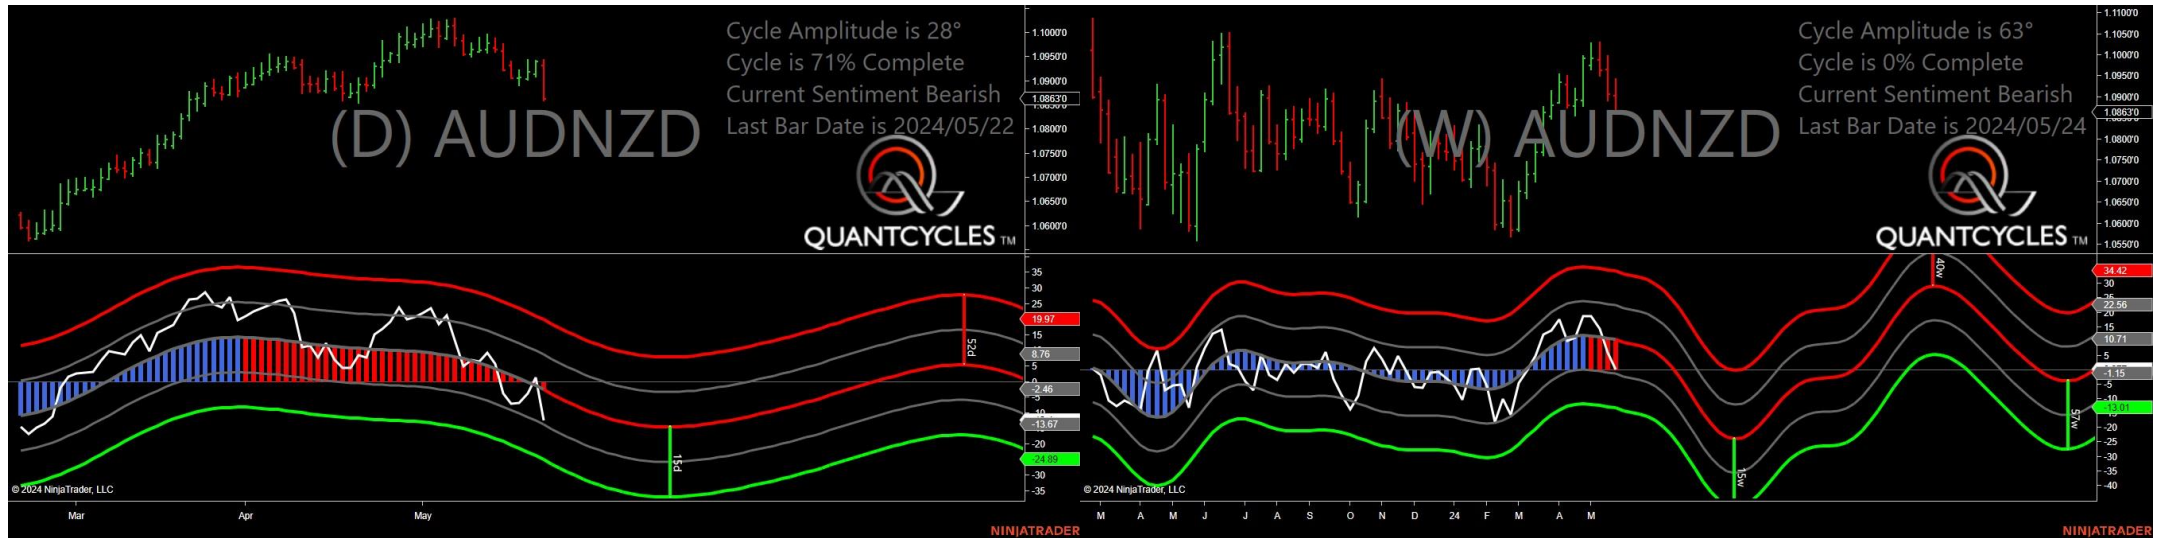 Cycle Amplitude is 28°
Cycle is 71% Complete
Current Sentiment Bearish
Last Bar Date is 2024/05/22
(D) AUDNZD
QUANTCYCLES TM
1.1000'0
1.0950'0
1.0900'0
1.0863'0
1.0800'0
1.0750'0
1.0700'0
1.0650'0
1.0600'0
35
30
25
19.97
15
8.76
5
0
-2.46
-5
-13.67
-20
-24.89
-30
-35
52d
15d
© 2024 NinjaTrader, LLC
Mar Apr May
NINJATRADER
Cycle Amplitude is 63°
Cycle is 0% Complete
Current Sentiment Bearish
Last Bar Date is 2024/05/24
(W) AUDNZD
QUANTCYCLES TM
1.1100'0
1.1050'0
1.1000'0
1.0950'0
1.0900'0
1.0863'0
1.0800'0
1.0750'0
1.0700'0
1.0650'0
1.0600'0
1.0550'0
34.42
30
22.56
20
15
10.71
5
-1.15
-5
-13.01
-20
-25
-30
-35
-40
40w
15w
57w
© 2024 NinjaTrader, LLC
M A M J J A S O N D 24 F M A M
NINJATRADER